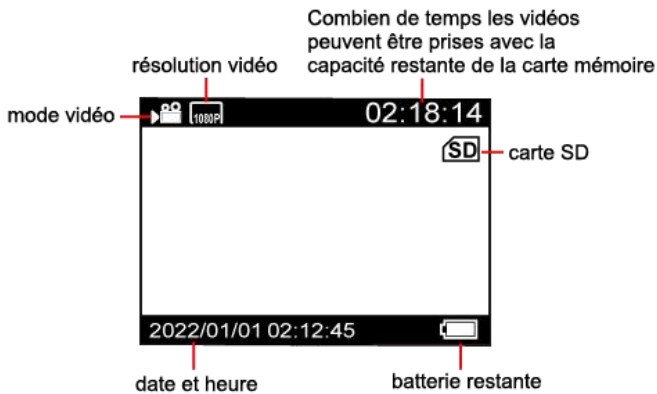 Combien de temps les vidéos
peuvent être prises avec la
capacité restante de la carte mémoire
résolution vidéo
mode vidéo
1080P
02:18:14
SD
carte SD
2022/01/01 02:12:45
date et heure
batterie restante